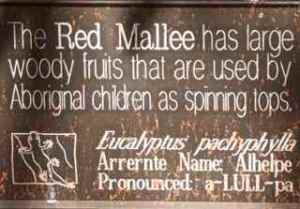 The Red Mallee has large
woody fruits that are used by
Aboriginal children as spinning tops.
Eucalyptus pachyphylla
Arrernte Name: Alhelpe
Pronounced: a-LULL-pa